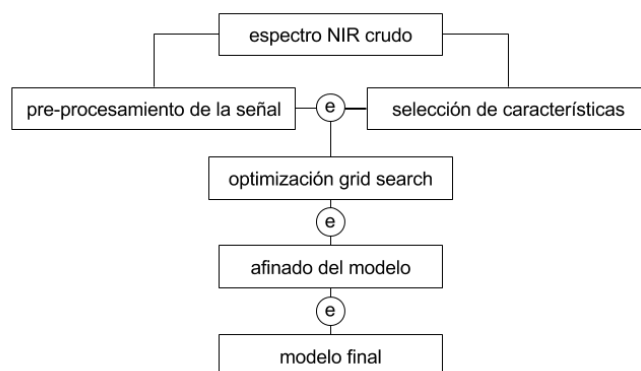 espectro NIR crudo
pre-procesamiento de la señal
e
selección de características
optimización grid search
e
afinado del modelo
e
modelo final